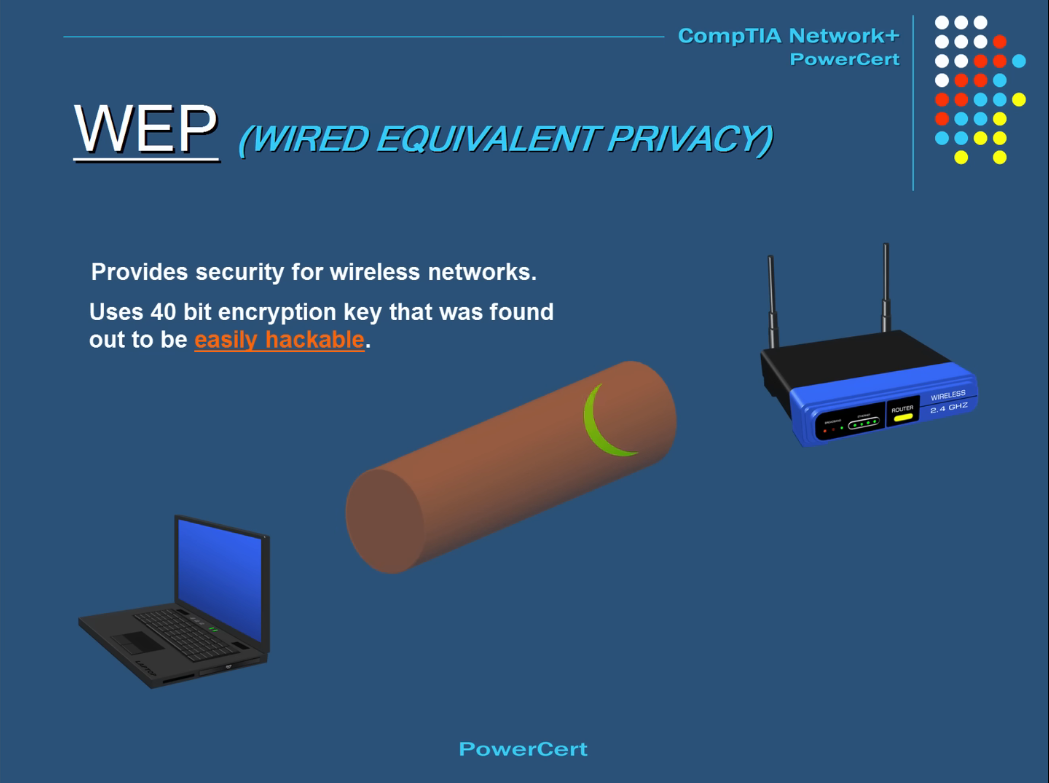 CompTIA Network+
PowerCert
WEP (WIRED EQUIVALENT PRIVACY)
Provides security for wireless networks.
Uses 40 bit encryption key that was found
out to be easily hackable.
WIRELESS
ROUTER
2.4 GHZ
PowerCert